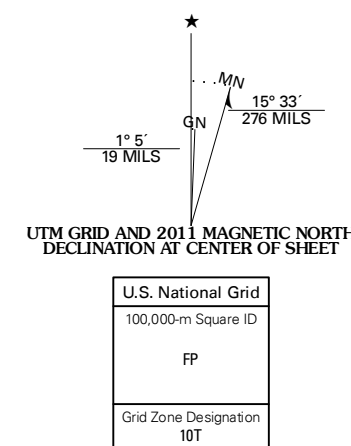 ★
MN
15° 33´
276 MILS
GN
1° 5´
19 MILS
UTM GRID AND 2011 MAGNETIC NORTH
DECLINATION AT CENTER OF SHEET
U.S. National Grid
100,000-m Square ID
FP
Grid Zone Designation
10T